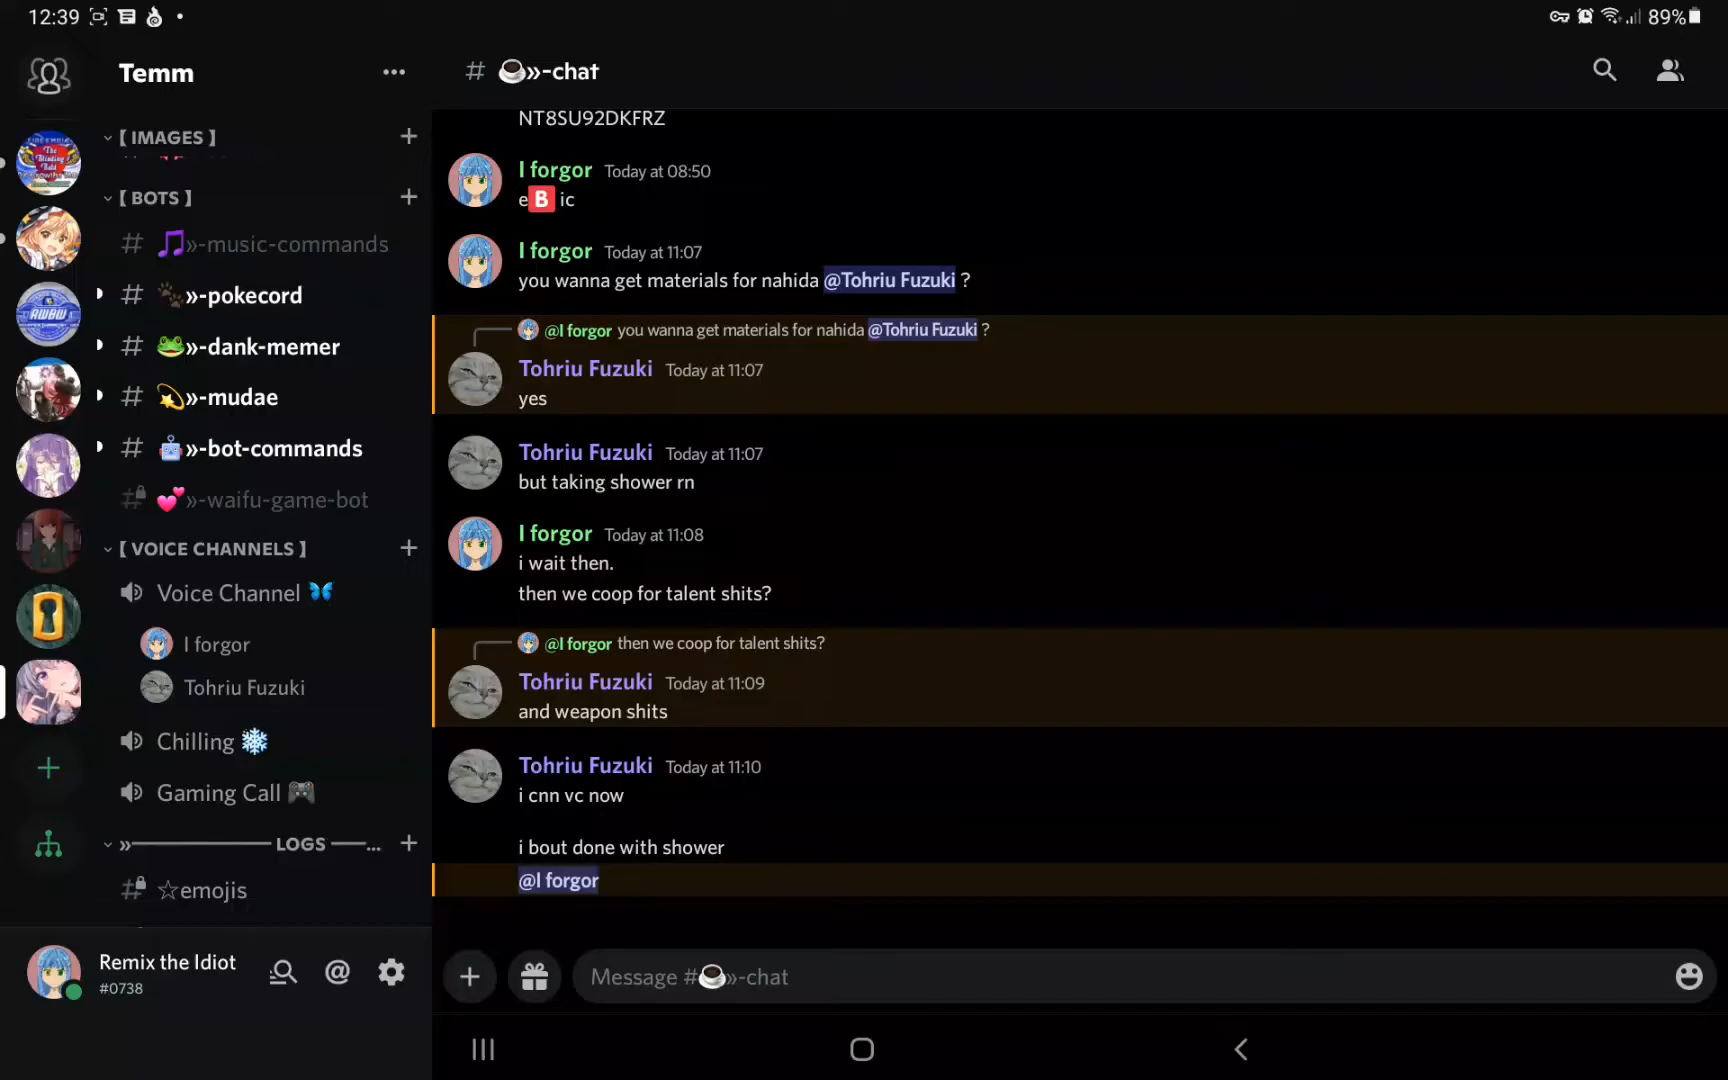 12:39
89%
Temm
[ IMAGES ]
[ BOTS ]
# 🎵»-music-commands
# 🐾»-pokecord
# 🐸»-dank-memer
# 💫»-mudae
# 🤖»-bot-commands
# 💕»-waifu-game-bot
[ VOICE CHANNELS ]
Voice Channel 🦋
I forgor
Tohriu Fuzuki
Chilling ❄️
Gaming Call 🎮
»————— LOGS ——...
# ☆emojis
Remix the Idiot
#0738
# ☕»-chat
NT8SU92DKFRZ
I forgor Today at 08:50
e🅱️ ic
I forgor Today at 11:07
you wanna get materials for nahida @Tohriu Fuzuki ?
@I forgor you wanna get materials for nahida @Tohriu Fuzuki ?
Tohriu Fuzuki Today at 11:07
yes
Tohriu Fuzuki Today at 11:07
but taking shower rn
I forgor Today at 11:08
i wait then.
then we coop for talent shits?
@I forgor then we coop for talent shits?
Tohriu Fuzuki Today at 11:09
and weapon shits
Tohriu Fuzuki Today at 11:10
i cnn vc now
i bout done with shower
@I forgor
Message #☕»-chat
AWBW